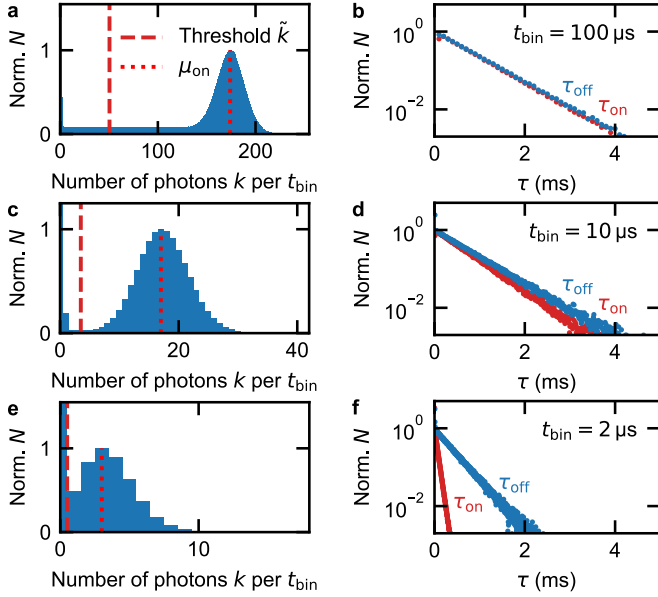 a
Norm. N
1
0
Threshold k̃
μon
0
100
200
Number of photons k per tbin
b
Norm. N
10⁰
10⁻²
tbin = 100 μs
τoff
τon
0
2
4
τ (ms)
c
Norm. N
1
0
0
20
40
Number of photons k per tbin
d
Norm. N
10⁰
10⁻²
tbin = 10 μs
τoff
τon
0
2
4
τ (ms)
e
Norm. N
1
0
0
10
Number of photons k per tbin
f
Norm. N
10⁰
10⁻²
tbin = 2 μs
τoff
τon
0
2
4
τ (ms)